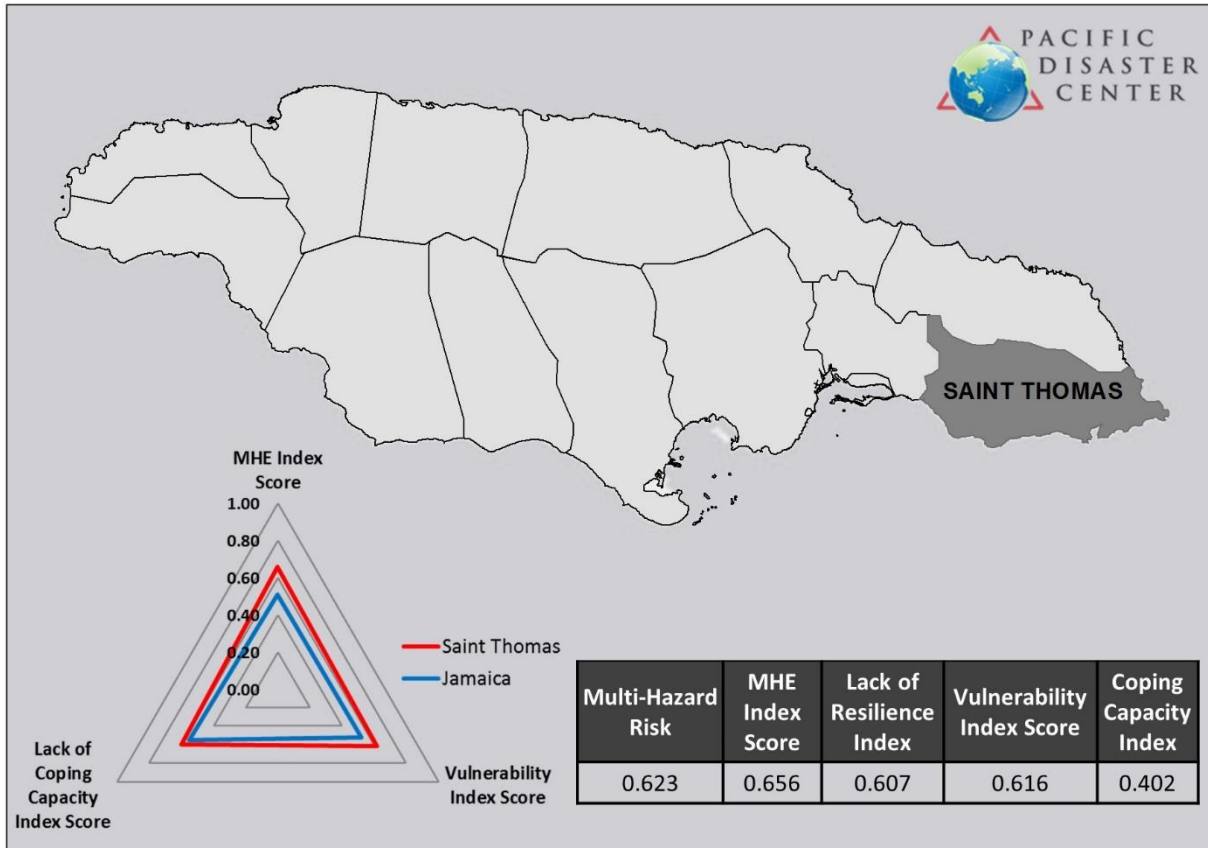 PACIFIC
DISASTER
CENTER
SAINT THOMAS
MHE Index
Score
1.00
0.80
0.60
0.40
0.20
0.00
Saint Thomas
Jamaica
Lack of
Coping
Capacity
Index Score
Vulnerability
Index Score
Multi-Hazard
Risk
MHE
Index
Score
Lack of
Resilience
Index
Vulnerability
Index Score
Coping
Capacity
Index
0.623
0.656
0.607
0.616
0.402